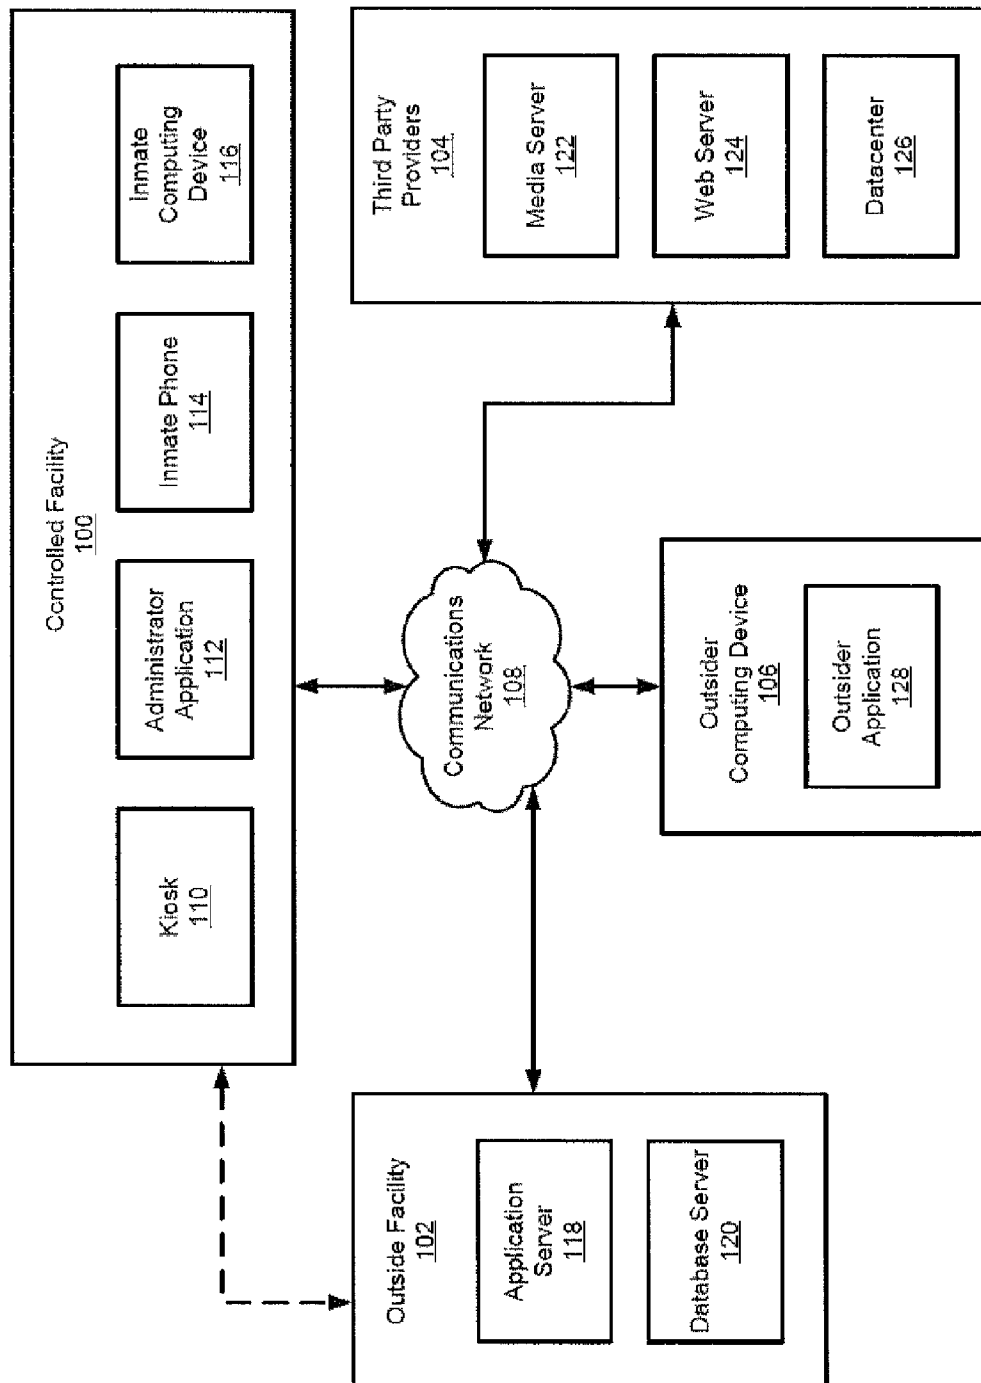 Controlled Facility
100
Kiosk
110
Administrator
Application
112
Inmate Phone
114
Inmate
Computing
Device
116
Outside Facility
102
Application
Server
118
Database Server
120
Communications
Network
108
Outsider
Computing Device
106
Outsider
Application
128
Third Party
Providers
104
Media Server
122
Web Server
124
Datacenter
126